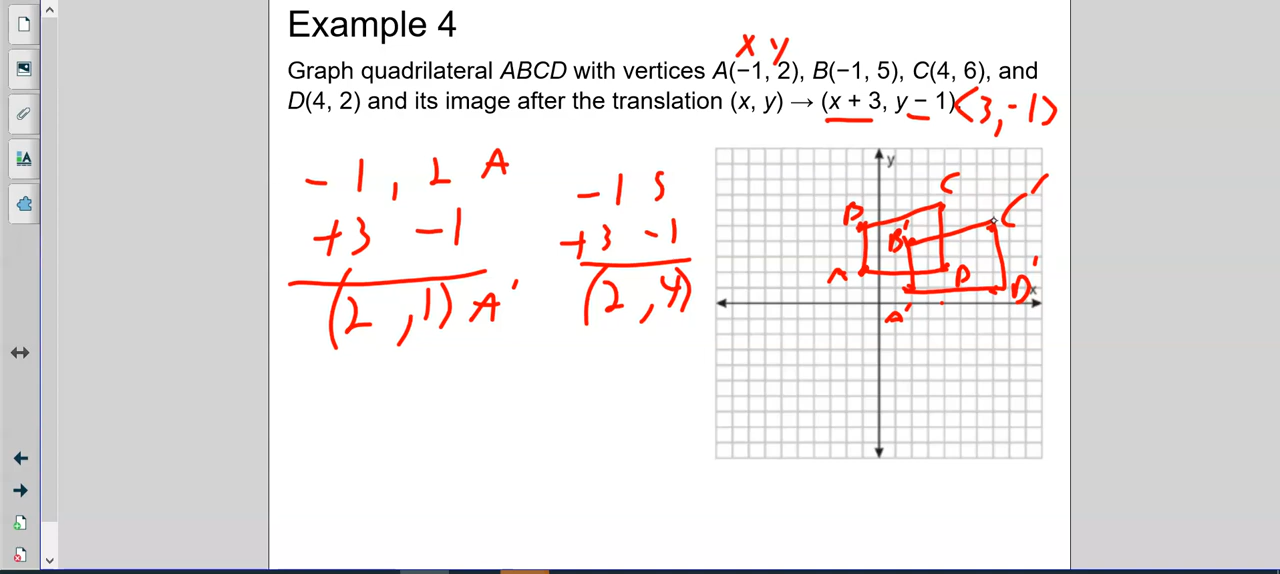 Example 4
x y
Graph quadrilateral ABCD with vertices A(−1, 2), B(−1, 5), C(4, 6), and
D(4, 2) and its image after the translation (x, y) → (x + 3, y − 1) <3, -1>
-1, 2 A
+3 -1
(2, 1) A'
-1 5
+3 -1
(2, 4)
y
C
C'
B
B'
A
D
D'
x
A'